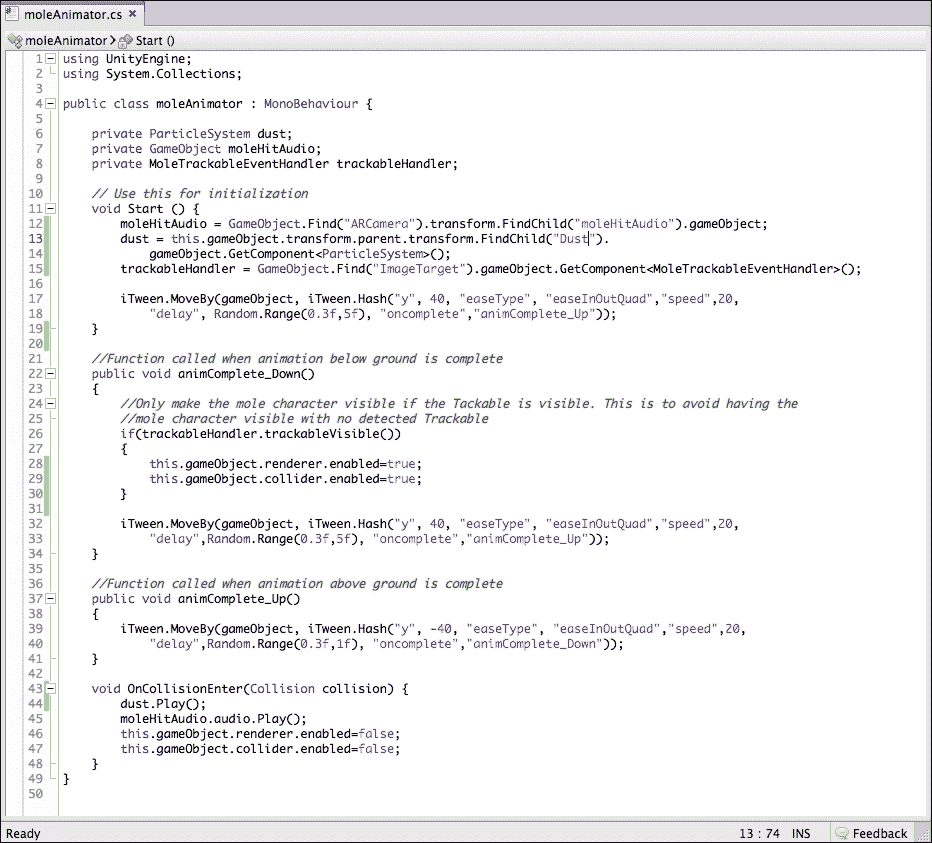 moleAnimator.cs ×
moleAnimator > Start ()
1 using UnityEngine;
2 using System.Collections;
3
4 public class moleAnimator : MonoBehaviour {
5
6 private ParticleSystem dust;
7 private GameObject moleHitAudio;
8 private MoleTrackableEventHandler trackableHandler;
9
10 // Use this for initialization
11 void Start () {
12 moleHitAudio = GameObject.Find("ARCamera").transform.FindChild("moleHitAudio").gameObject;
13 dust = this.gameObject.transform.parent.transform.FindChild("Dust").
14 gameObject.GetComponent<ParticleSystem>();
15 trackableHandler = GameObject.Find("ImageTarget").gameObject.GetComponent<MoleTrackableEventHandler>();
16
17 iTween.MoveBy(gameObject, iTween.Hash("y", 40, "easeType", "easeInOutQuad","speed",20,
18 "delay", Random.Range(0.3f,5f), "oncomplete","animComplete_Up"));
19 }
20
21 //Function called when animation below ground is complete
22 public void animComplete_Down()
23 {
24 //Only make the mole character visible if the Tackable is visible. This is to avoid having the
25 //mole character visible with no detected Trackable
26 if(trackableHandler.trackableVisible())
27 {
28 this.gameObject.renderer.enabled=true;
29 this.gameObject.collider.enabled=true;
30 }
31
32 iTween.MoveBy(gameObject, iTween.Hash("y", 40, "easeType", "easeInOutQuad","speed",20,
33 "delay",Random.Range(0.3f,5f), "oncomplete","animComplete_Up"));
34 }
35
36 //Function called when animation above ground is complete
37 public void animComplete_Up()
38 {
39 iTween.MoveBy(gameObject, iTween.Hash("y", -40, "easeType", "easeInOutQuad","speed",20,
40 "delay",Random.Range(0.3f,1f), "oncomplete","animComplete_Down"));
41 }
42
43 void OnCollisionEnter(Collision collision) {
44 dust.Play();
45 moleHitAudio.audio.Play();
46 this.gameObject.renderer.enabled=false;
47 this.gameObject.collider.enabled=false;
48 }
49 }
50
Ready 13 : 74 INS Feedback